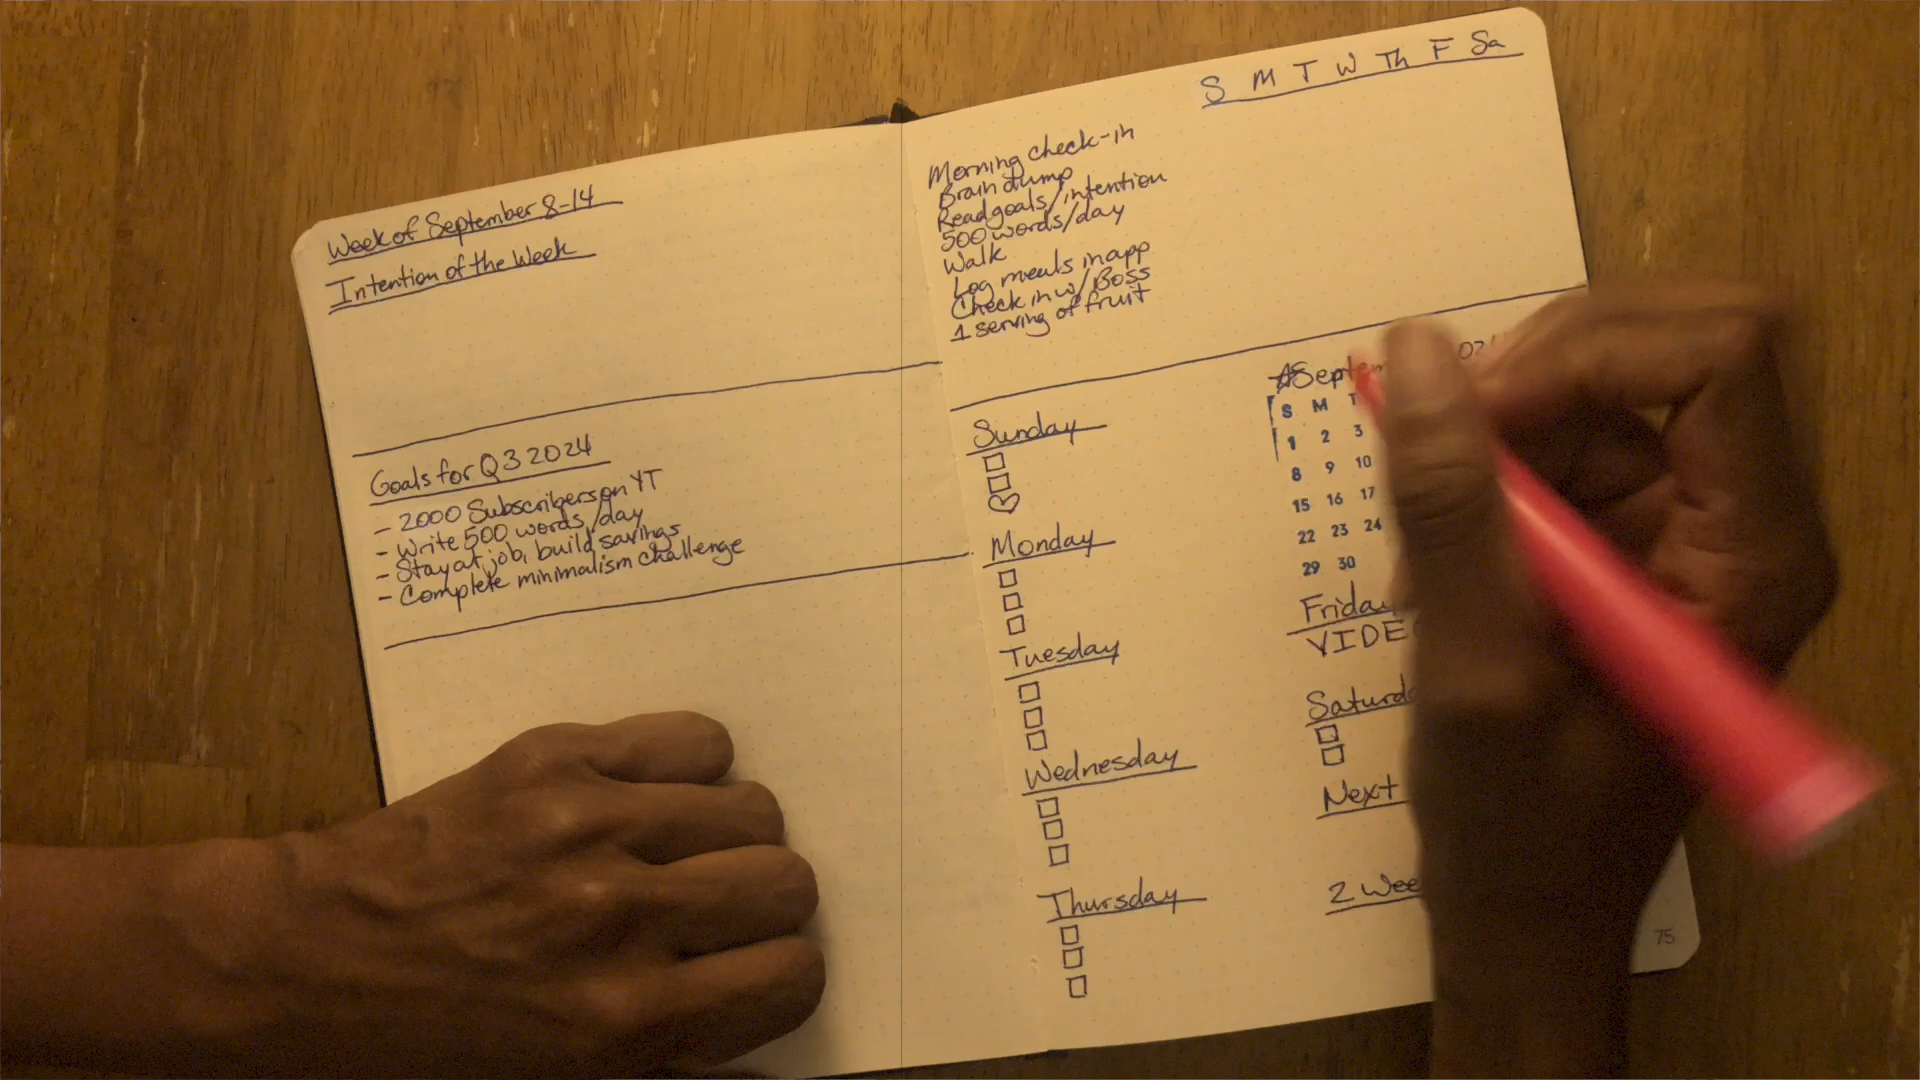 Week of September 8-14
Intention of the Week
Goals for Q3 2024
- 2000 Subscribers on YT
- Write 500 words/day
- Stay at job, build savings
- Complete minimalism challenge
S M T W Th F Sa
Morning check-in
Brain dump
Read goals/intention
500 words/day
Walk
Log meals in app
Check in w/ Boss
1 serving of fruit
Sunday
Monday
Tuesday
Wednesday
Thursday
S M T
1 2 3
8 9 10
15 16 17
22 23 24
29 30
Next
2
75